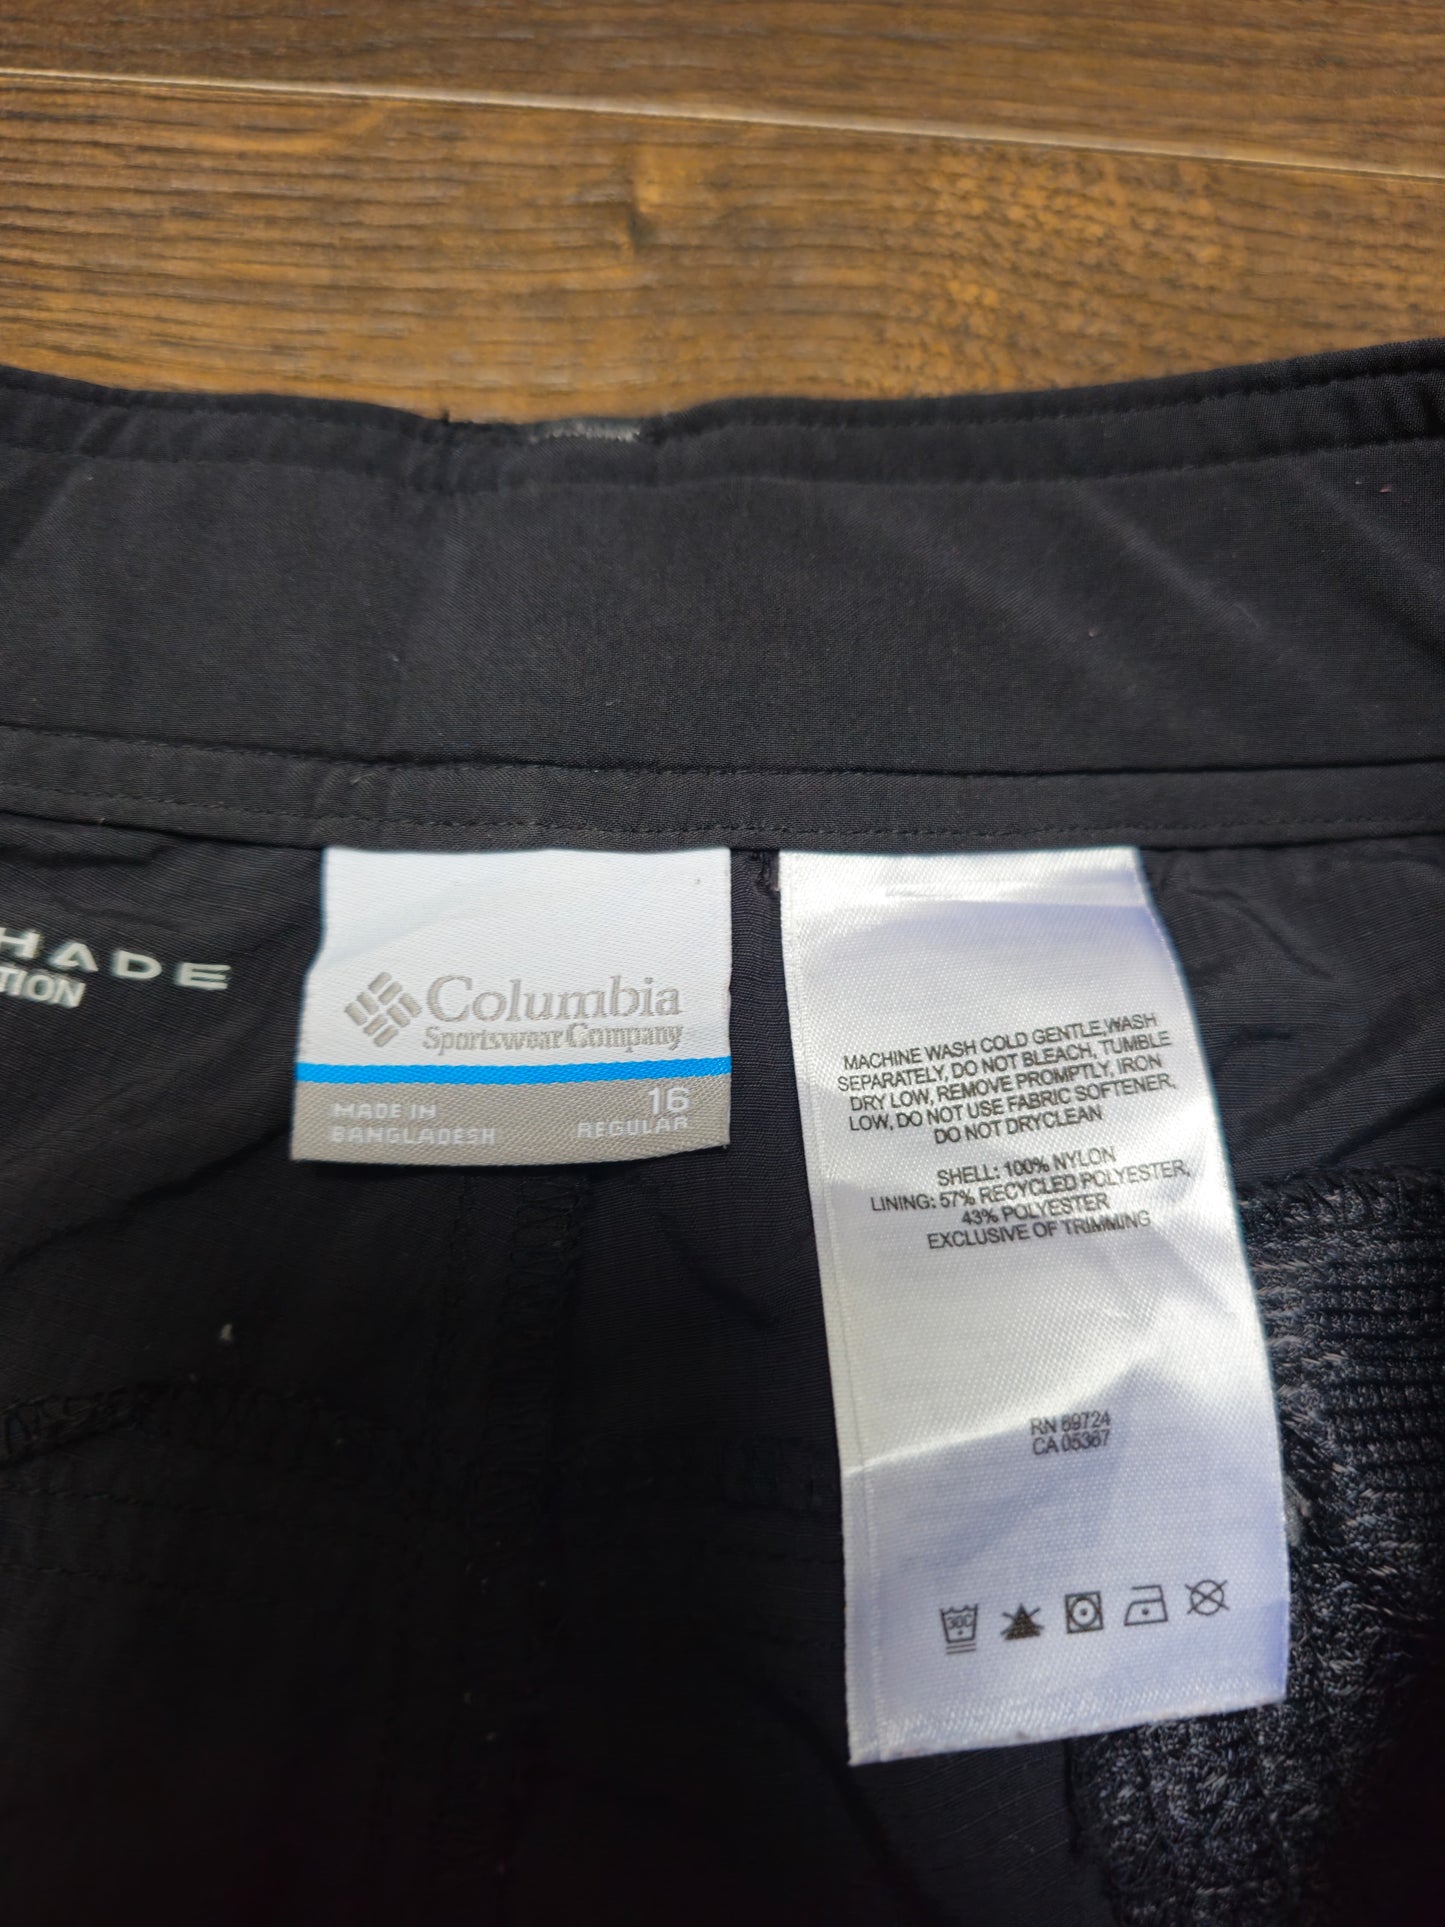 HADE
TION
Columbia
Sportswear Company
MADE IN
BANGLADESH
16
REGULAR
MACHINE WASH COLD GENTLE,WASH
SEPARATELY, DO NOT BLEACH, TUMBLE
DRY LOW, REMOVE PROMPTLY, IRON
LOW, DO NOT USE FABRIC SOFTENER,
DO NOT DRYCLEAN
SHELL: 100% NYLON
LINING: 57% RECYCLED POLYESTER,
43% POLYESTER
EXCLUSIVE OF TRIMMING
RN 69724
CA 05367
30C